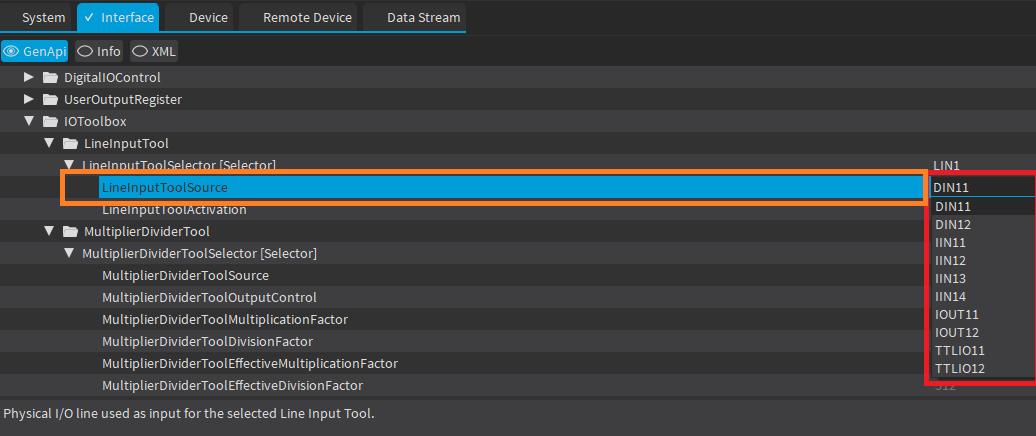 System
✓ Interface
Device
Remote Device
Data Stream
GenApi
Info
XML
DigitalIOControl
UserOutputRegister
IOToolbox
LineInputTool
LineInputToolSelector [Selector] LIN1
LineInputToolSource DIN11
LineInputToolActivation
DIN11
DIN12
IIN11
IIN12
IIN13
IIN14
IOUT11
IOUT12
TTLIO11
TTLIO12
MultiplierDividerTool
MultiplierDividerToolSelector [Selector]
MultiplierDividerToolSource
MultiplierDividerToolOutputControl
MultiplierDividerToolMultiplicationFactor
MultiplierDividerToolDivisionFactor
MultiplierDividerToolEffectiveMultiplicationFactor
MultiplierDividerToolEffectiveDivisionFactor
Physical I/O line used as input for the selected Line Input Tool.